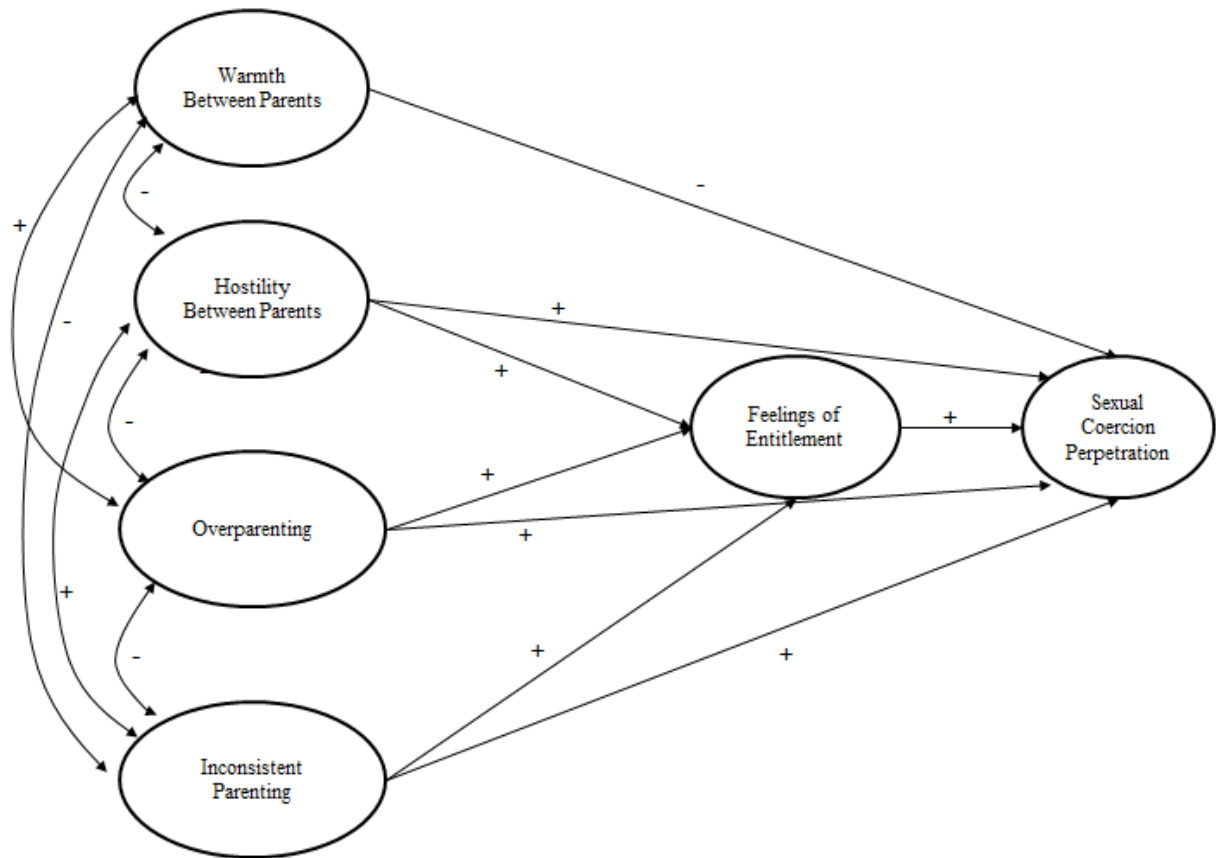 Warmth
Between Parents
-
-
+
Hostility
Between Parents
+
-
+
-
Feelings of
Entitlement
+
Sexual
Coercion
Perpetration
-
+
Overparenting
+
+
-
+
+
Inconsistent
Parenting